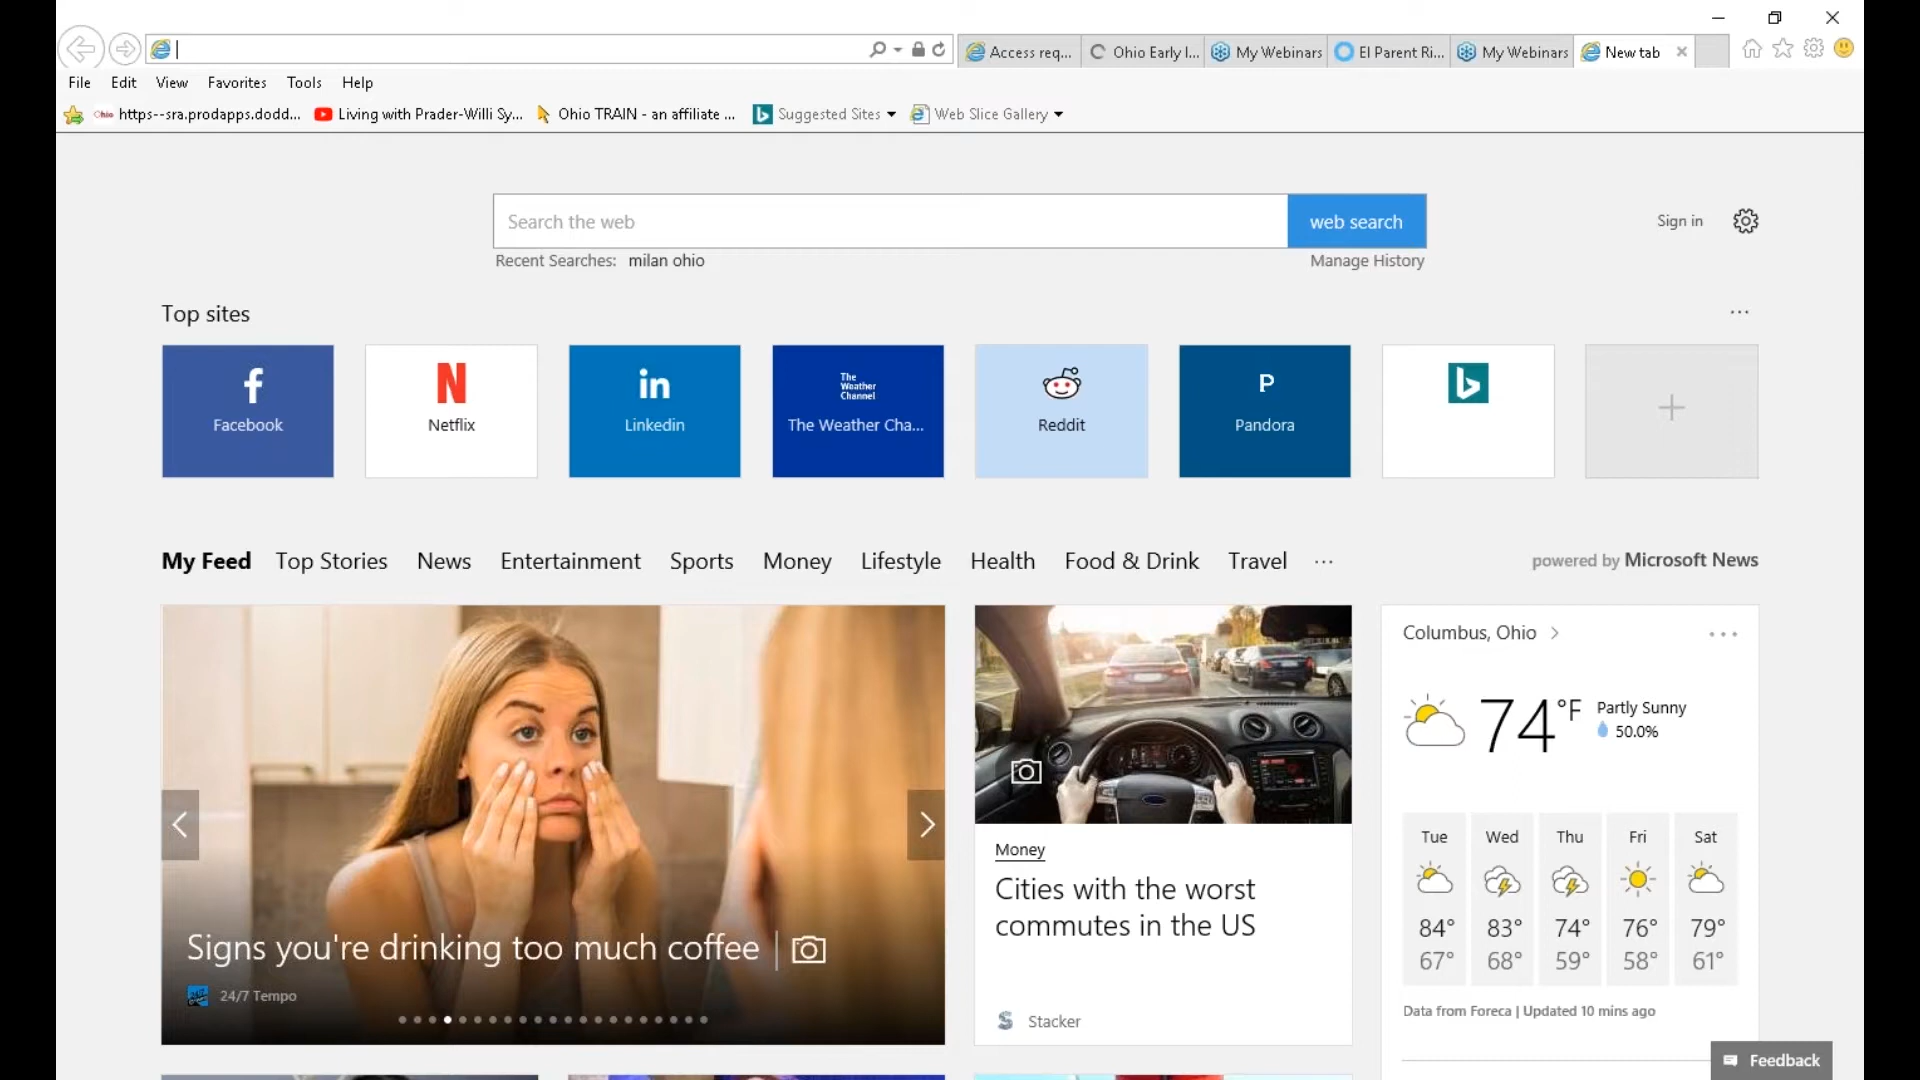 Access req...
Ohio Early I...
My Webinars
EI Parent Ri...
My Webinars
New tab
File Edit View Favorites Tools Help
https--sra.prodapps.dodd...
Living with Prader-Willi Sy...
Ohio TRAIN - an affiliate ...
Suggested Sites
Web Slice Gallery
Search the web
web search
Sign in
Recent Searches: milan ohio
Manage History
Top sites
...
f
Facebook
N
Netflix
in
Linkedin
The
Weather
Channel
The Weather Cha...
Reddit
P
Pandora
b
My Feed Top Stories News Entertainment Sports Money Lifestyle Health Food & Drink Travel ...
powered by Microsoft News
Signs you're drinking too much coffee
24/7 Tempo
Money
Cities with the worst
commutes in the US
Stacker
Columbus, Ohio
74°F
Partly Sunny
50.0%
Tue Wed Thu Fri Sat
84° 83° 74° 76° 79°
67° 68° 59° 58° 61°
Data from Foreca | Updated 10 mins ago
Feedback